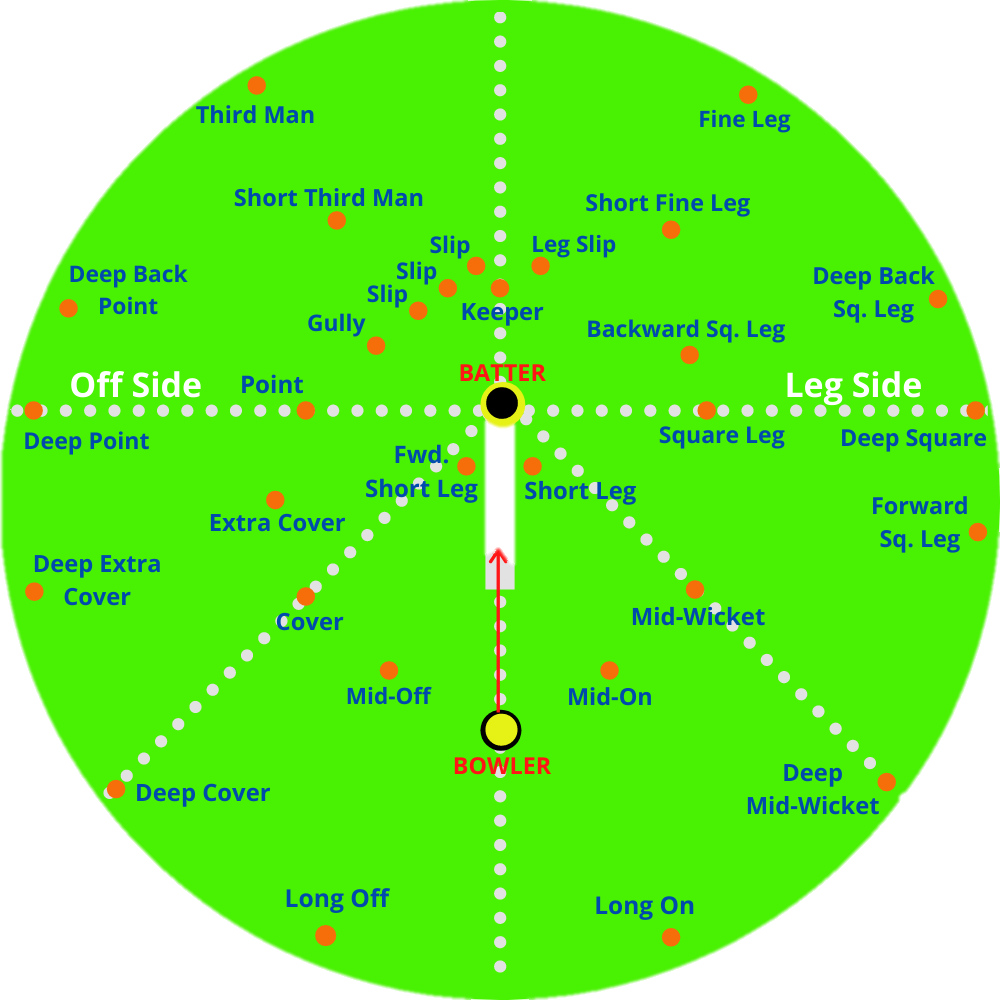 Third Man
Fine Leg
Short Third Man
Short Fine Leg
Slip
Leg Slip
Slip
Deep Back
Point
Deep Back
Sq. Leg
Slip
Keeper
Gully
Backward Sq. Leg
BATTER
Off Side
Point
Leg Side
Deep Point
Square Leg
Deep Square
Fwd.
Short Leg
Short Leg
Extra Cover
Forward
Sq. Leg
Deep Extra
Cover
Cover
Mid-Wicket
Mid-Off
Mid-On
BOWLER
Deep Cover
Deep
Mid-Wicket
Long Off
Long On